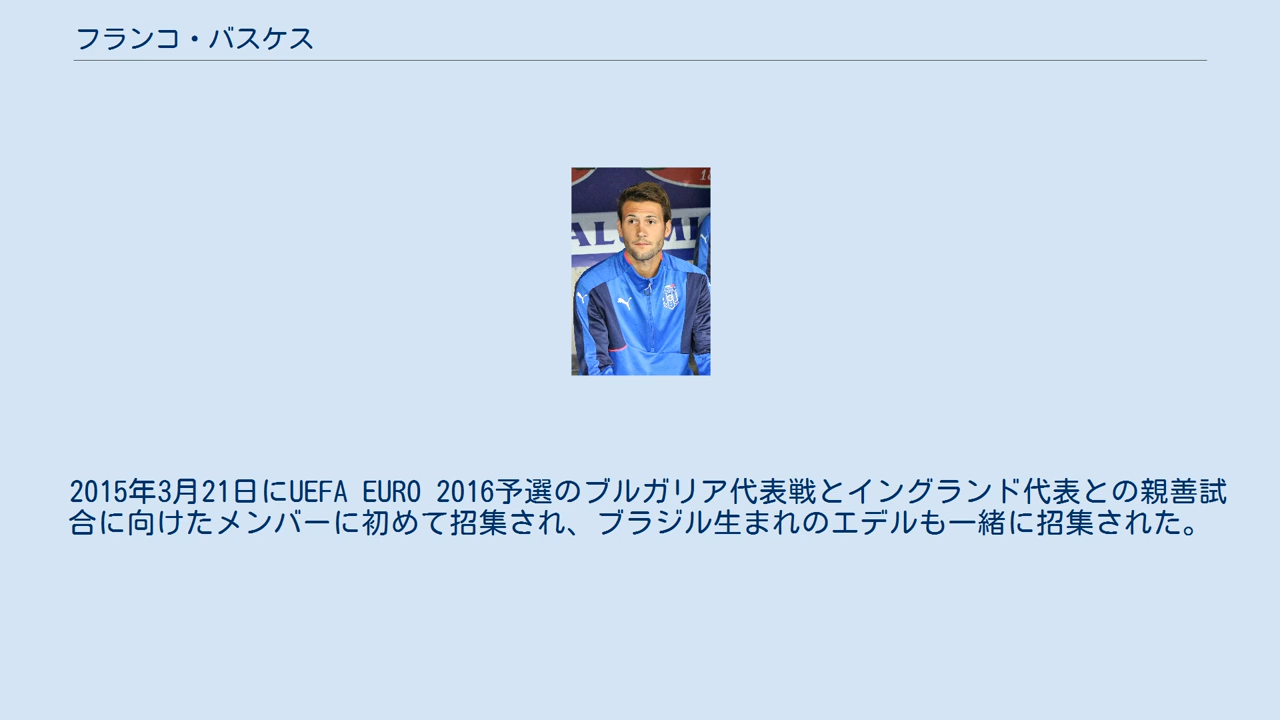 フランコ・バスケス
2015年3月21日にUEFA EURO 2016予選のブルガリア代表戦とイングランド代表との親善試
合に向けたメンバーに初めて招集され、ブラジル生まれのエデルも一緒に招集された。